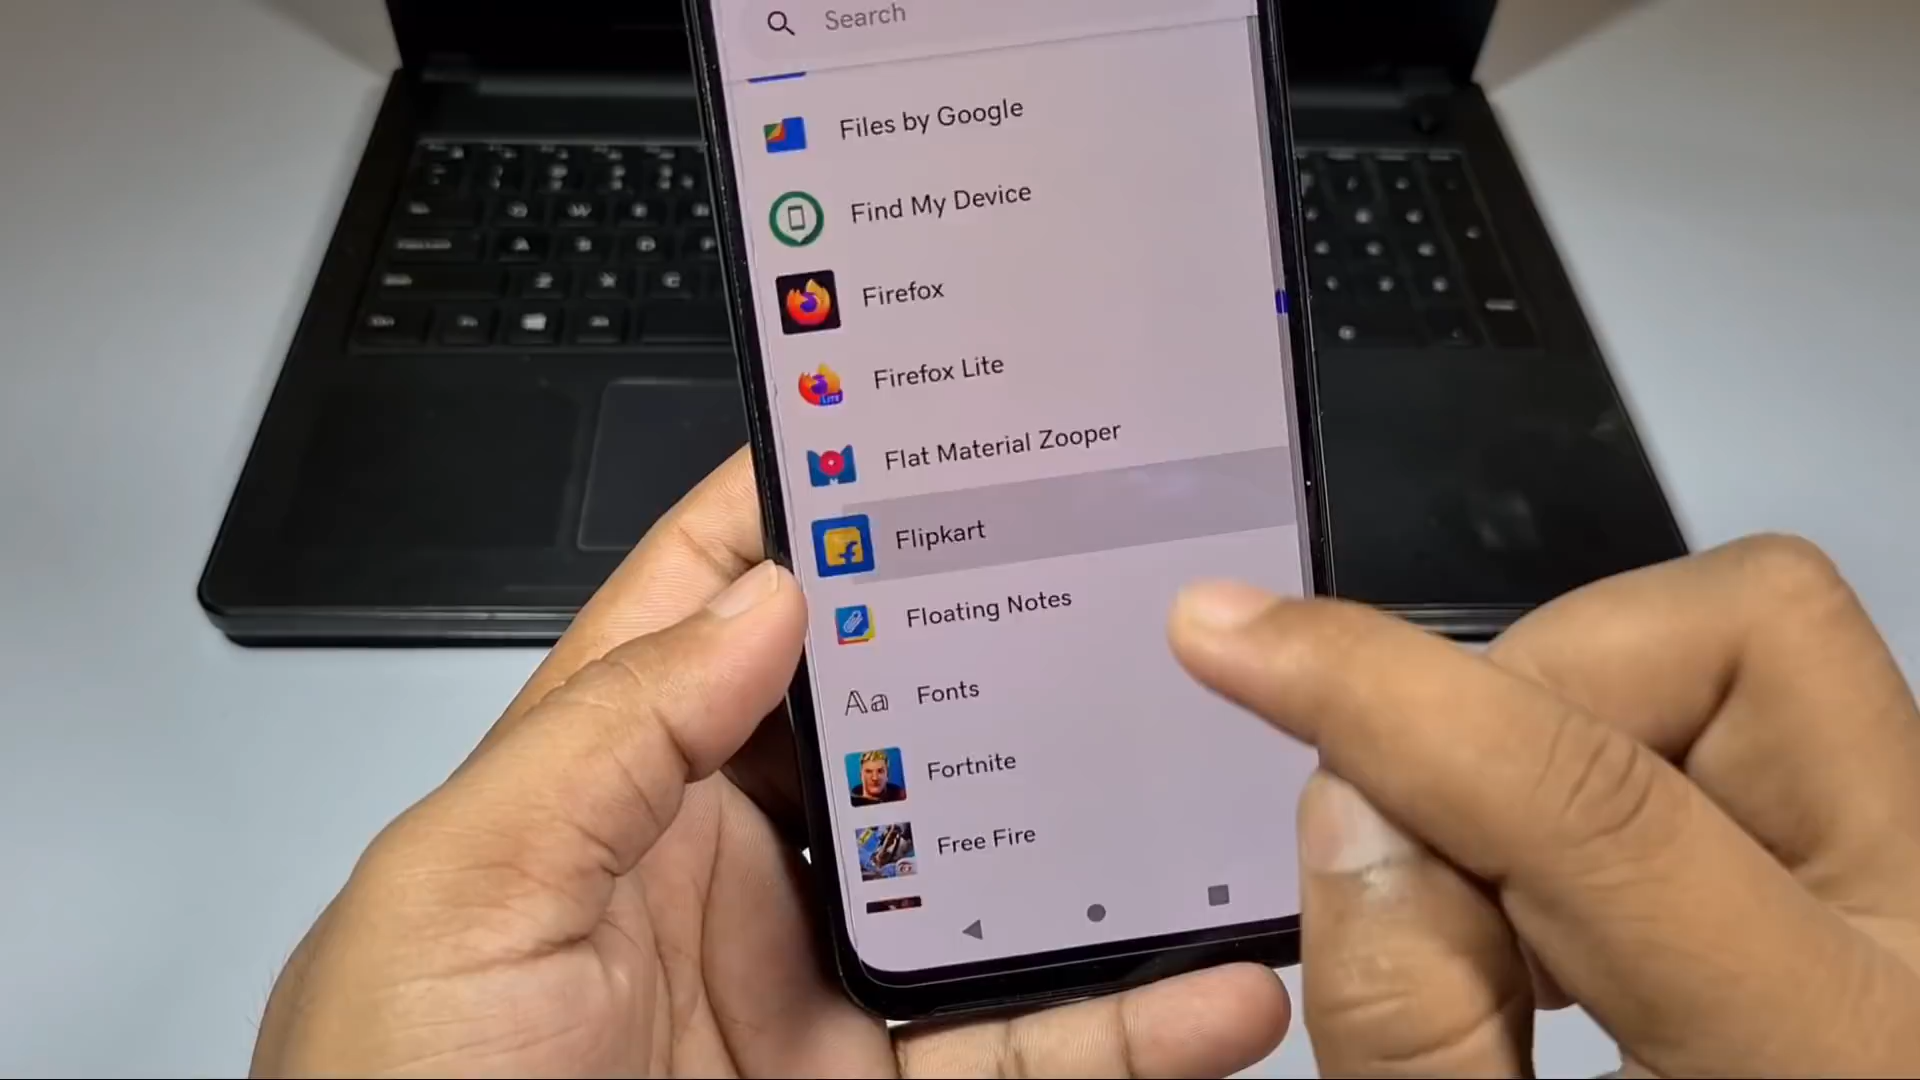 Search
Files by Google
Find My Device
Firefox
Firefox Lite
LITE
Flat Material Zooper
Flipkart
Floating Notes
Aa Fonts
Fortnite
Free Fire